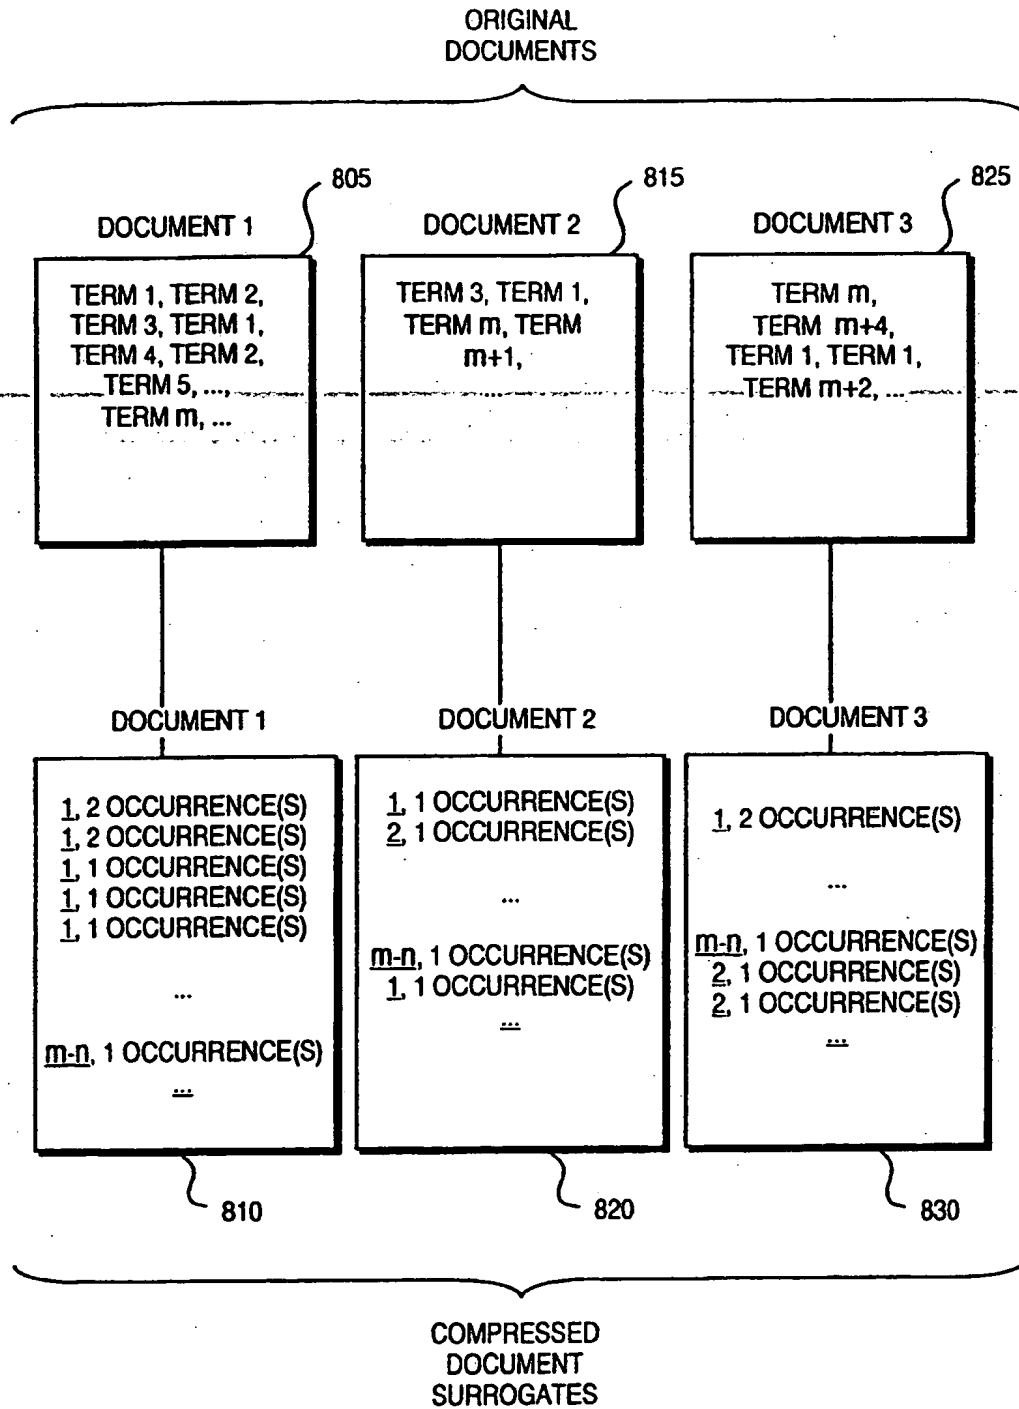 ORIGINAL
DOCUMENTS
805
815
825
DOCUMENT 1
DOCUMENT 2
DOCUMENT 3
TERM 1, TERM 2,
TERM 3, TERM 1,
TERM 4, TERM 2,
TERM 5, ...,
TERM m, ...
TERM 3, TERM 1,
TERM m, TERM
m+1,
...
TERM m,
TERM m+4,
TERM 1, TERM 1,
TERM m+2, ...
DOCUMENT 1
DOCUMENT 2
DOCUMENT 3
1, 2 OCCURRENCE(S)
1, 2 OCCURRENCE(S)
1, 1 OCCURRENCE(S)
1, 1 OCCURRENCE(S)
1, 1 OCCURRENCE(S)
...
m-n, 1 OCCURRENCE(S)
...
1, 1 OCCURRENCE(S)
2, 1 OCCURRENCE(S)
...
m-n, 1 OCCURRENCE(S)
1, 1 OCCURRENCE(S)
...
1, 2 OCCURRENCE(S)
...
m-n, 1 OCCURRENCE(S)
2, 1 OCCURRENCE(S)
2, 1 OCCURRENCE(S)
...
810
820
830
COMPRESSED
DOCUMENT
SURROGATES